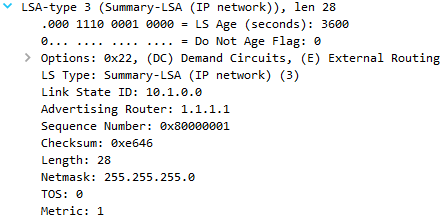 LSA-type 3 (Summary-LSA (IP network)), len 28
.000 1110 0001 0000 = LS Age (seconds): 3600
0... .... .... .... = Do Not Age Flag: 0
Options: 0x22, (DC) Demand Circuits, (E) External Routing
LS Type: Summary-LSA (IP network) (3)
Link State ID: 10.1.0.0
Advertising Router: 1.1.1.1
Sequence Number: 0x80000001
Checksum: 0xe646
Length: 28
Netmask: 255.255.255.0
TOS: 0
Metric: 1